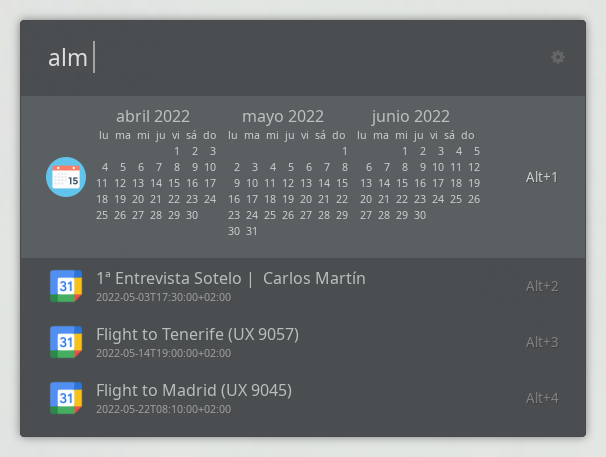 alm
abril 2022 mayo 2022 junio 2022
lu ma mi ju vi sá do lu ma mi ju vi sá do lu ma mi ju vi sá do
1 2 3 1 1 2 3 4 5
4 5 6 7 8 9 10 2 3 4 5 6 7 8 6 7 8 9 10 11 12
11 12 13 14 15 16 17 9 10 11 12 13 14 15 13 14 15 16 17 18 19
15 Alt+1
18 19 20 21 22 23 24 16 17 18 19 20 21 22 20 21 22 23 24 25 26
25 26 27 28 29 30 23 24 25 26 27 28 29 27 28 29 30
30 31
31 1ª Entrevista Sotelo | Carlos Martín Alt+2
2022-05-03T17:30:00+02:00
31 Flight to Tenerife (UX 9057) Alt+3
2022-05-14T19:00:00+02:00
31 Flight to Madrid (UX 9045) Alt+4
2022-05-22T08:10:00+02:00